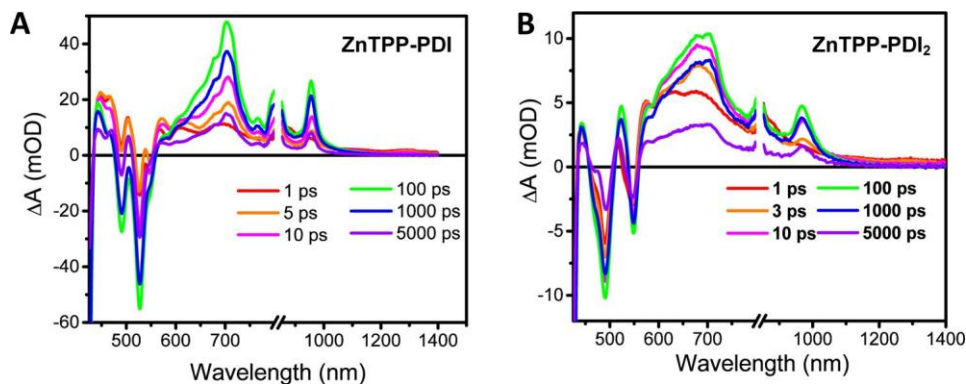 A
ZnTPP-PDI
ΔA (mOD)
40
20
0
-20
-40
-60
1 ps
5 ps
10 ps
100 ps
1000 ps
5000 ps
500 600 700 1000 1200 1400
Wavelength (nm)
B
ZnTPP-PDI₂
ΔA (mOD)
10
5
0
-5
-10
1 ps
3 ps
10 ps
100 ps
1000 ps
5000 ps
400 500 600 700 1000 1200 1400
Wavelength (nm)